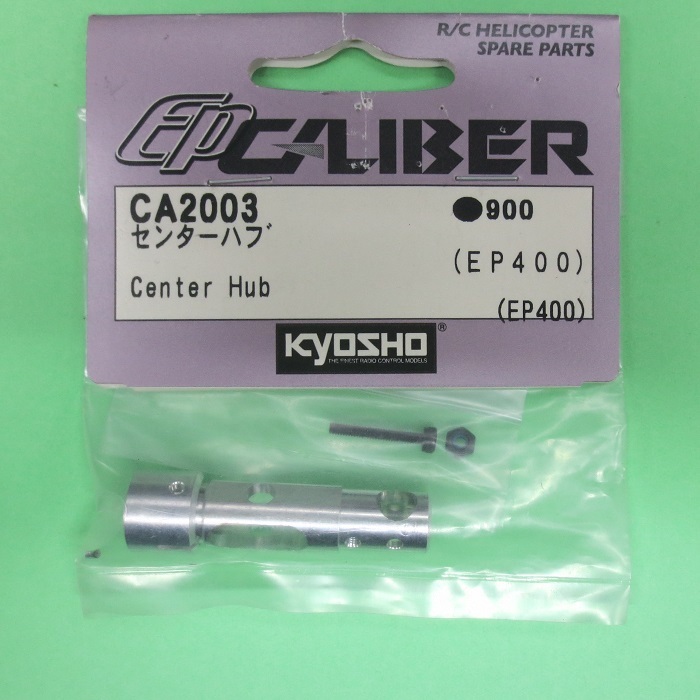 R/C HELICOPTER
SPARE PARTS
EP CALIBER
CA2003 ●900
センターハブ
(EP400)
Center Hub
(EP400)
KYOSHO®
THE FINEST RADIO CONTROL MODELS